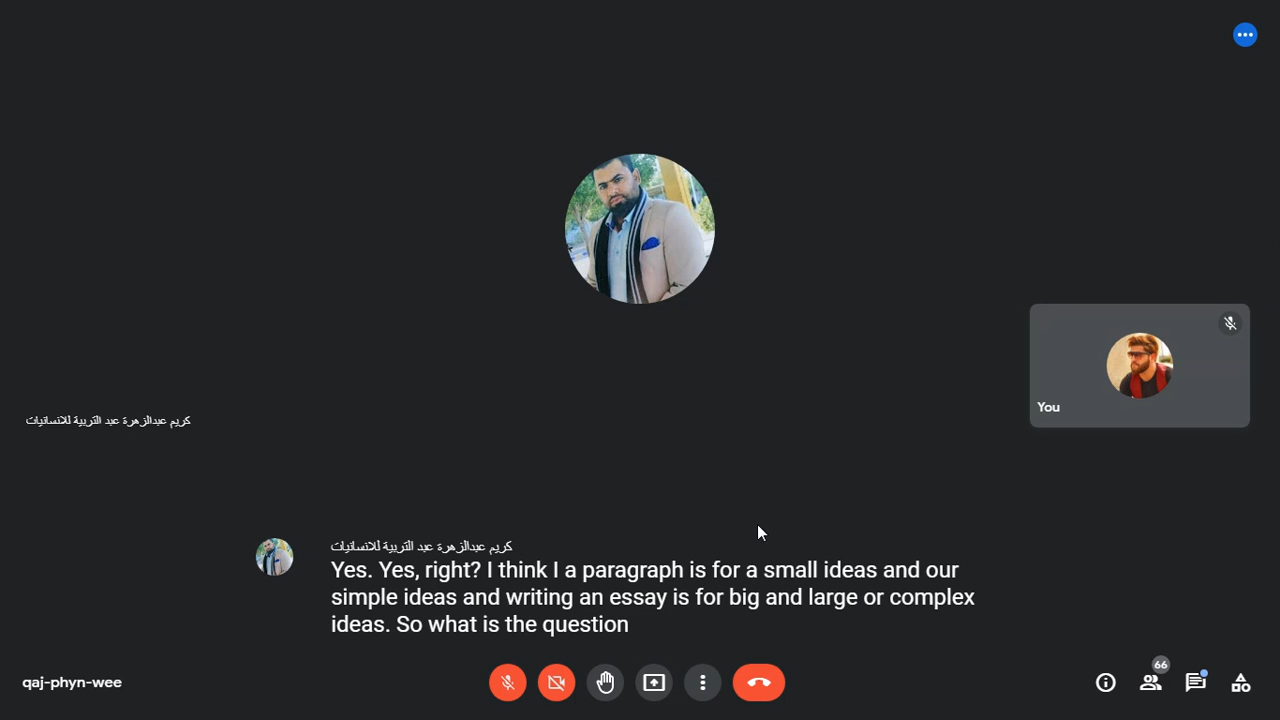 You
كريم عبدالزهرة عبد التربية للانسانيات
كريم عبدالزهرة عبد التربية للانسانيات
Yes. Yes, right? I think I a paragraph is for a small ideas and our
simple ideas and writing an essay is for big and large or complex
ideas. So what is the question
66
qaj-phyn-wee